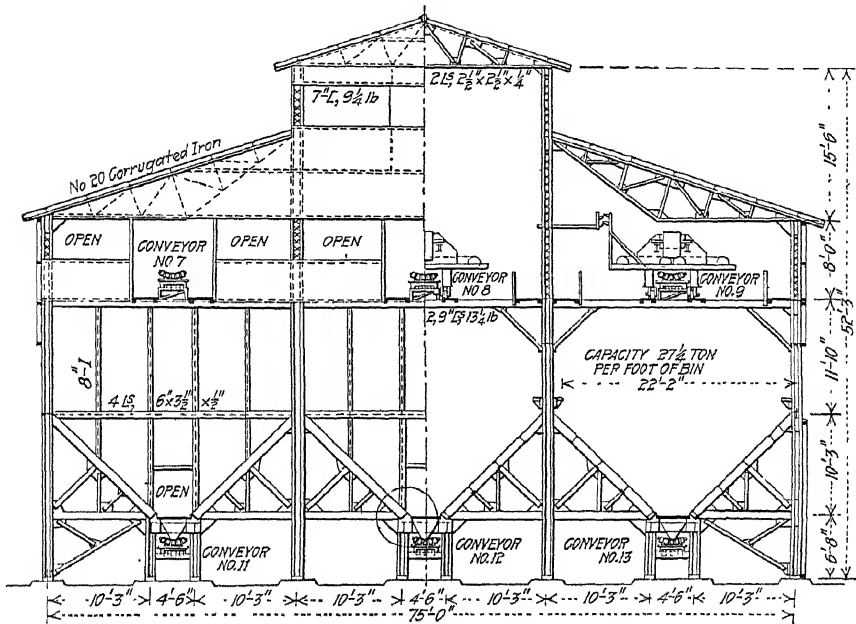 2 Ls, 2½"×2½"×¼"
7"[, 9¼ lb
No 20 Corrugated Iron
15'-6"
OPEN
CONVEYOR
NO 7
OPEN
OPEN
CONVEYOR
NO 8
CONVEYOR
NO. 9
8'-0"
52'-3"
2, 9"[s 13¼ lb
8"-I
CAPACITY 27¼ TON
PER FOOT OF BIN
22'-2"
11'-10"
4 Ls, 6"×3½"×½"
OPEN
10'-3"
CONVEYOR
NO. 11
CONVEYOR
NO. 12
CONVEYOR
NO. 13
6'-8"
10'-3" 4'-6" 10'-3" 10'-3" 4'-6" 10'-3" 10'-3" 4'-6" 10'-3"
75'-0"